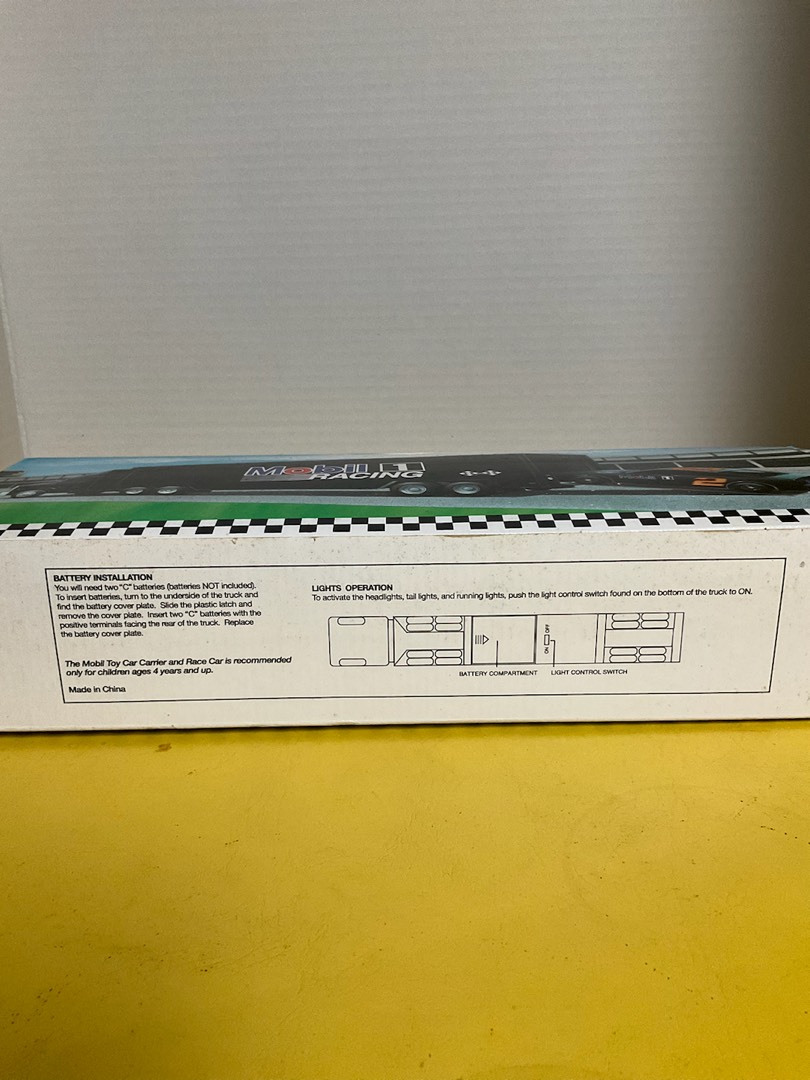 Mobil 1
RACING
2
BATTERY INSTALLATION
You will need two "C" batteries (batteries NOT included).
To insert batteries, turn to the underside of the truck and
find the battery cover plate. Slide the plastic latch and
remove the cover plate. Insert two "C" batteries with the
positive terminals facing the rear of the truck. Replace
the battery cover plate.
The Mobil Toy Car Carrier and Race Car is recommended
only for children ages 4 years and up.
Made in China
LIGHTS OPERATION
To activate the headlights, tail lights, and running lights, push the light control switch found on the bottom of the truck to ON.
OFF
ON
BATTERY COMPARTMENT
LIGHT CONTROL SWITCH